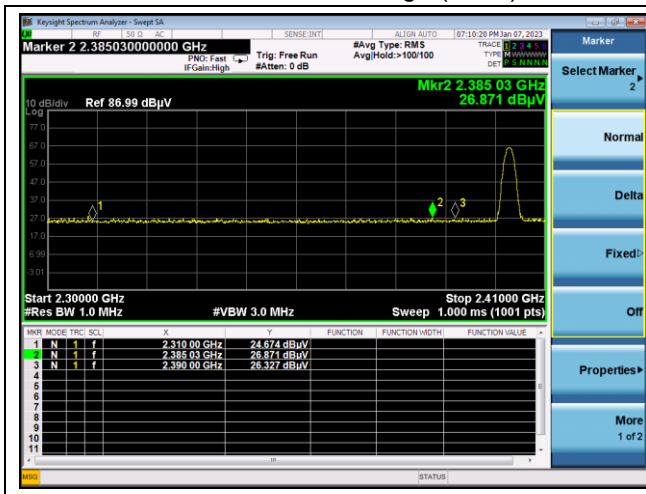 Keysight Spectrum Analyzer - Swept SA
RF 50 Ω AC SENSE:INT ALIGN AUTO 07:10:20 PM Jan 07, 2023
Marker 2 2.385030000000 GHz
PNO: Fast
IFGain:High
Trig: Free Run
#Atten: 0 dB
#Avg Type: RMS
Avg|Hold:>100/100
TRACE 1 2 3 4 5 6
TYPE MWWWWW
DET P S N N N N
Mkr2 2.385 03 GHz
26.871 dBµV
10 dB/div Ref 86.99 dBµV
Log
77.0
67.0
57.0
47.0
37.0
27.0
17.0
6.99
-3.01
1
2
3
Start 2.30000 GHz Stop 2.41000 GHz
#Res BW 1.0 MHz #VBW 3.0 MHz Sweep 1.000 ms (1001 pts)
MKR MODE TRC SCL X Y FUNCTION FUNCTION WIDTH FUNCTION VALUE
1 N 1 f 2.310 00 GHz 24.674 dBµV
2 N 1 f 2.385 03 GHz 26.871 dBµV
3 N 1 f 2.390 00 GHz 26.327 dBµV
4
5
6
7
8
9
10
11
MSG STATUS
Marker
Select Marker
2
Normal
Delta
Fixed
Off
Properties
More
1 of 2